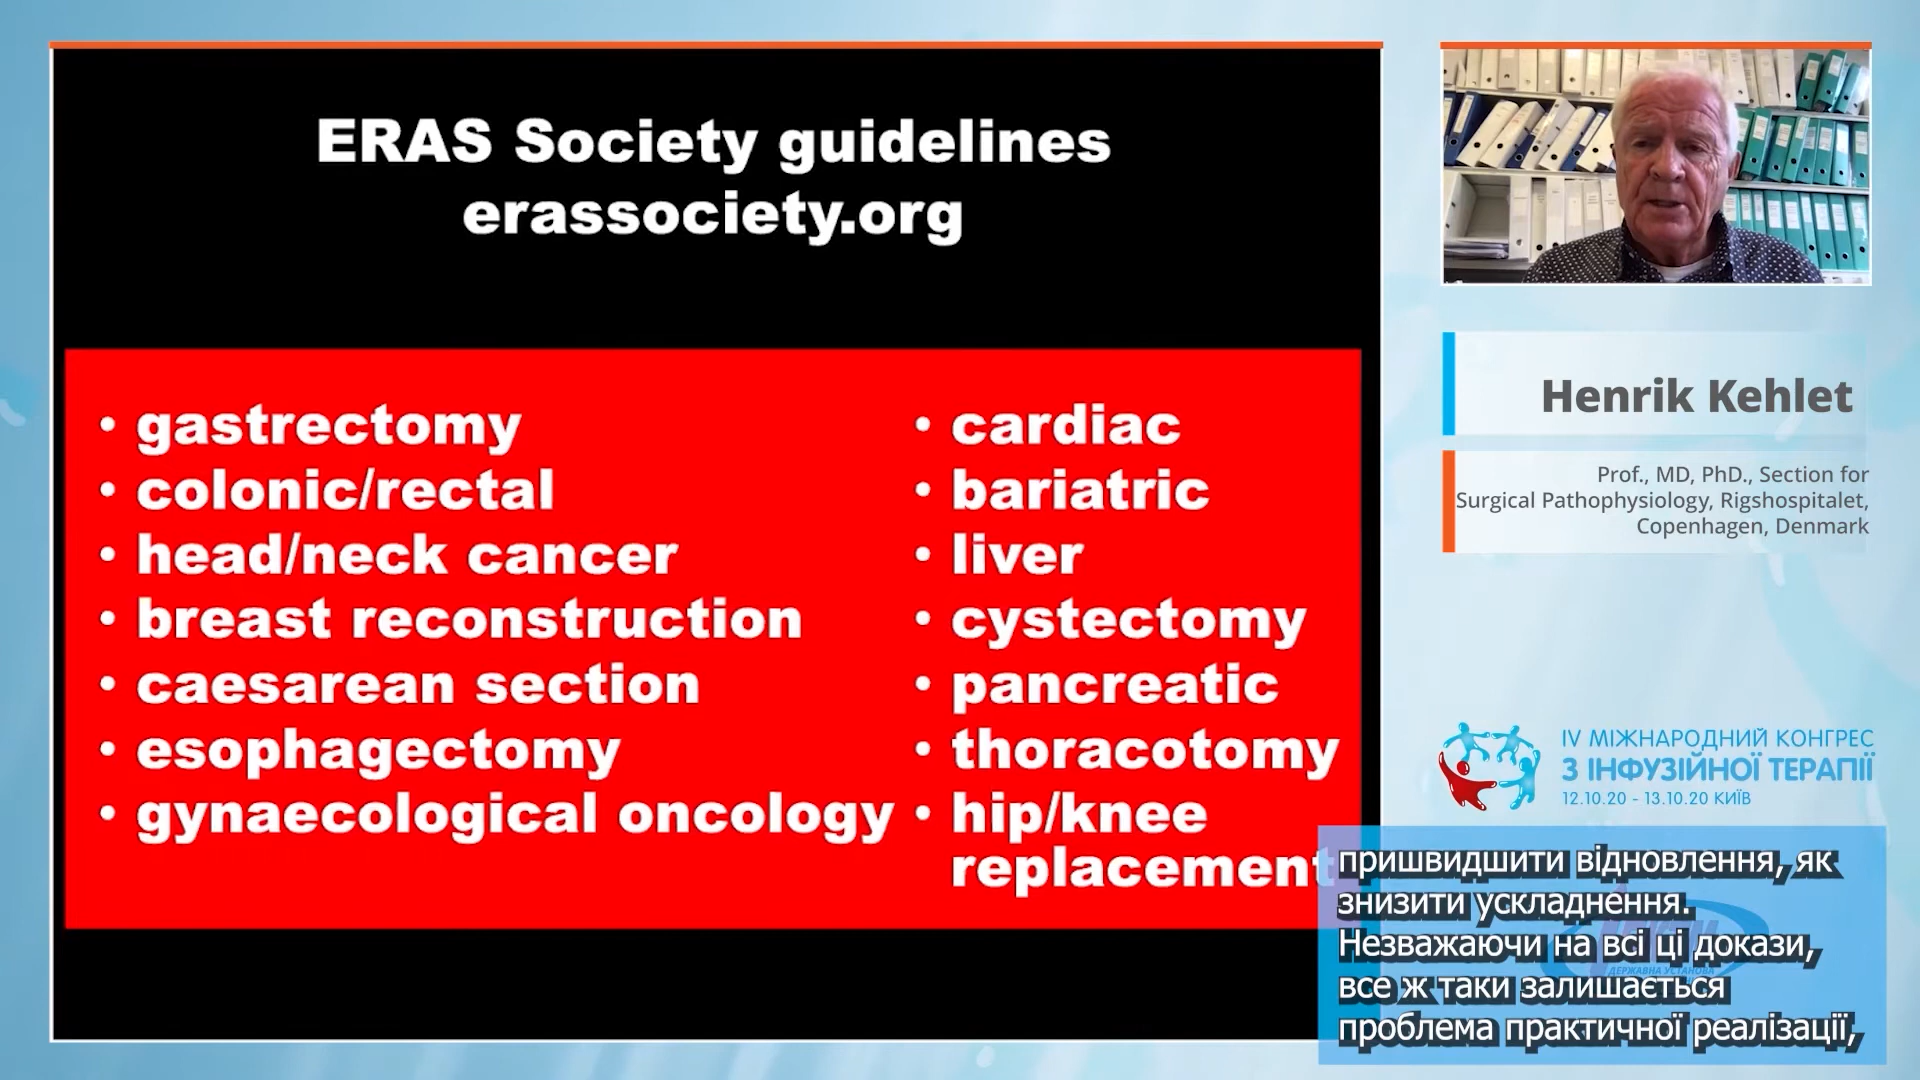 ERAS Society guidelines
erassociety.org
• gastrectomy
• colonic/rectal
• head/neck cancer
• breast reconstruction
• caesarean section
• esophagectomy
• gynaecological oncology
• cardiac
• bariatric
• liver
• cystectomy
• pancreatic
• thoracotomy
• hip/knee
replacement
Henrik Kehlet
Prof., MD, PhD., Section for
Surgical Pathophysiology, Rigshospitalet,
Copenhagen, Denmark
IV МІЖНАРОДНИЙ КОНГРЕС
З ІНФУЗІЙНОЇ ТЕРАПІЇ
12.10.20 - 13.10.20 КИЇВ
пришвидшити відновлення, як
знизити ускладнення.
Незважаючи на всі ці докази,
все ж таки залишається
проблема практичної реалізації,
ДЕРЖАВНА УСТАНОВА